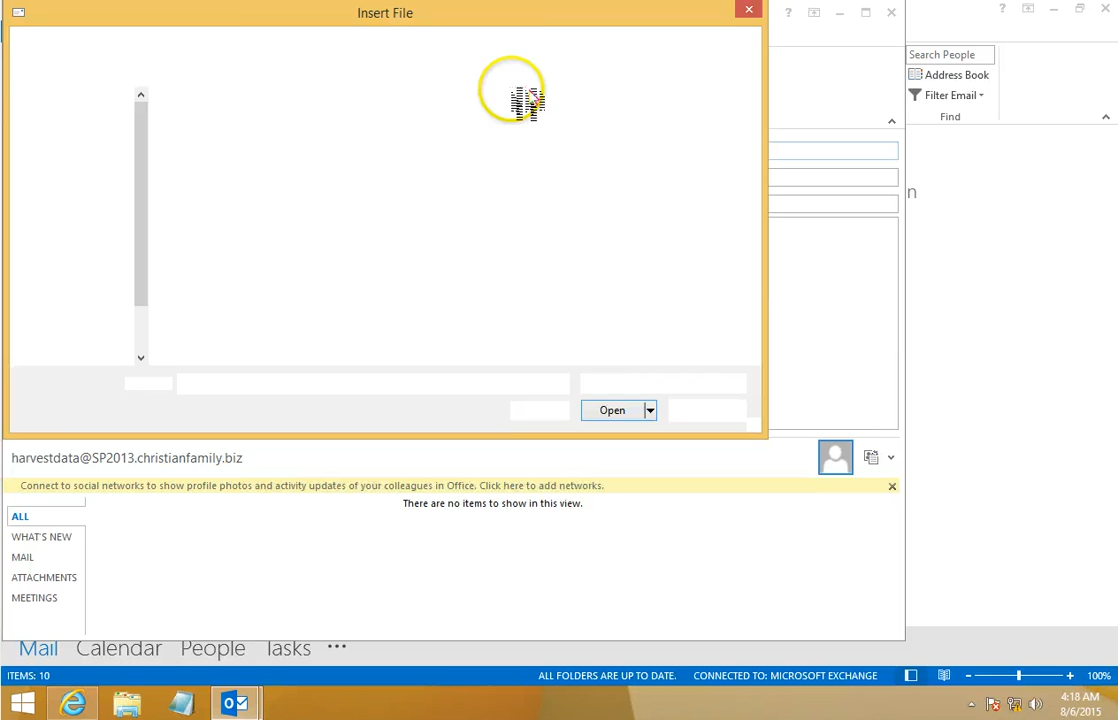 Insert File
Search People
Address Book
Filter Email
Find
n
Open
harvestdata@SP2013.christianfamily.biz
Connect to social networks to show profile photos and activity updates of your colleagues in Office. Click here to add networks.
There are no items to show in this view.
ALL
WHAT'S NEW
MAIL
ATTACHMENTS
MEETINGS
Mail Calendar People Tasks ...
ITEMS: 10 ALL FOLDERS ARE UP TO DATE. CONNECTED TO: MICROSOFT EXCHANGE 100%
4:18 AM
8/6/2015